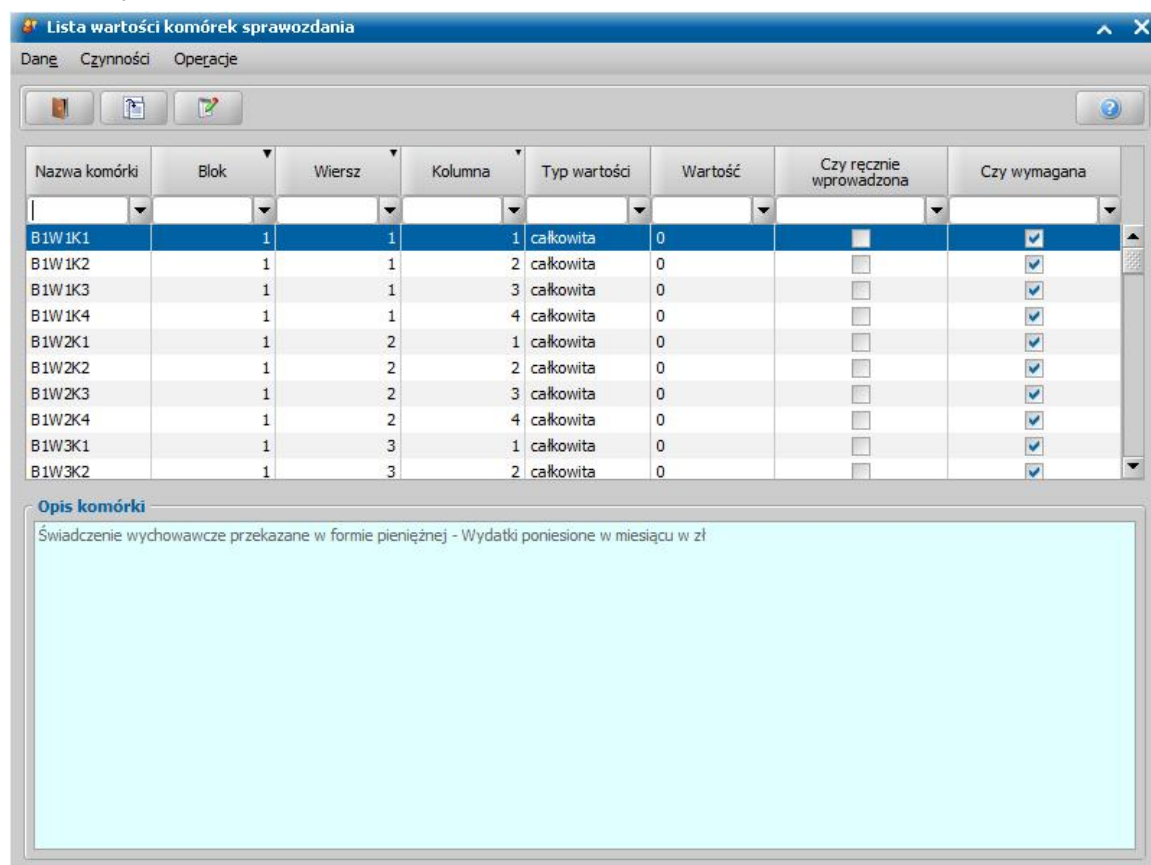 Lista wartości komórek sprawozdania
Dane Czynności Operacje
Nazwa komórki Blok Wiersz Kolumna Typ wartości Wartość Czy ręcznie wprowadzona Czy wymagana
B1W1K1 1 1 1 całkowita 0
B1W1K2 1 1 2 całkowita 0
B1W1K3 1 1 3 całkowita 0
B1W1K4 1 1 4 całkowita 0
B1W2K1 1 2 1 całkowita 0
B1W2K2 1 2 2 całkowita 0
B1W2K3 1 2 3 całkowita 0
B1W2K4 1 2 4 całkowita 0
B1W3K1 1 3 1 całkowita 0
B1W3K2 1 3 2 całkowita 0
Opis komórki
Świadczenie wychowawcze przekazane w formie pieniężnej - Wydatki poniesione w miesiącu w zł